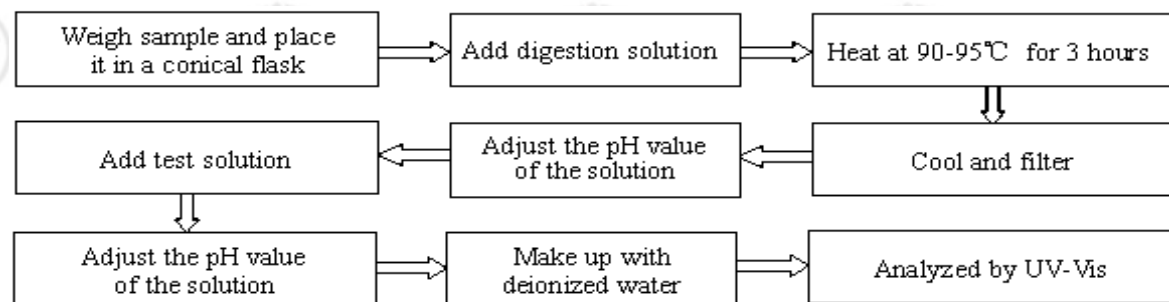 Weigh sample and place
it in a conical flask
Add digestion solution
Heat at 90-95℃ for 3 hours
Cool and filter
Adjust the pH value
of the solution
Add test solution
Adjust the pH value
of the solution
Make up with
deionized water
Analyzed by UV-Vis